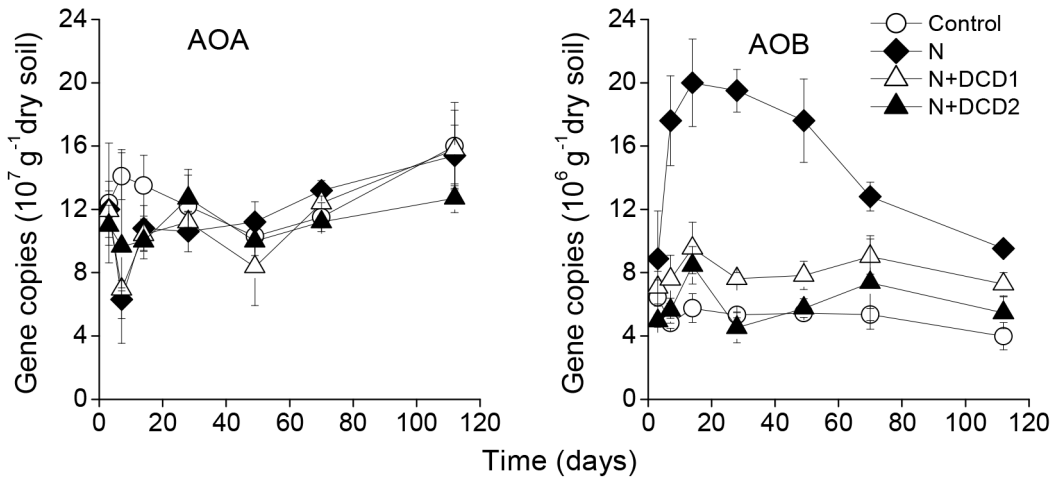 AOA
Gene copies (10⁷ g⁻¹dry soil)
24
20
16
12
8
4
0
0 20 40 60 80 100 120
AOB
Control
N
N+DCD1
N+DCD2
Gene copies (10⁶ g⁻¹dry soil)
24
20
16
12
8
4
0
0 20 40 60 80 100 120
Time (days)